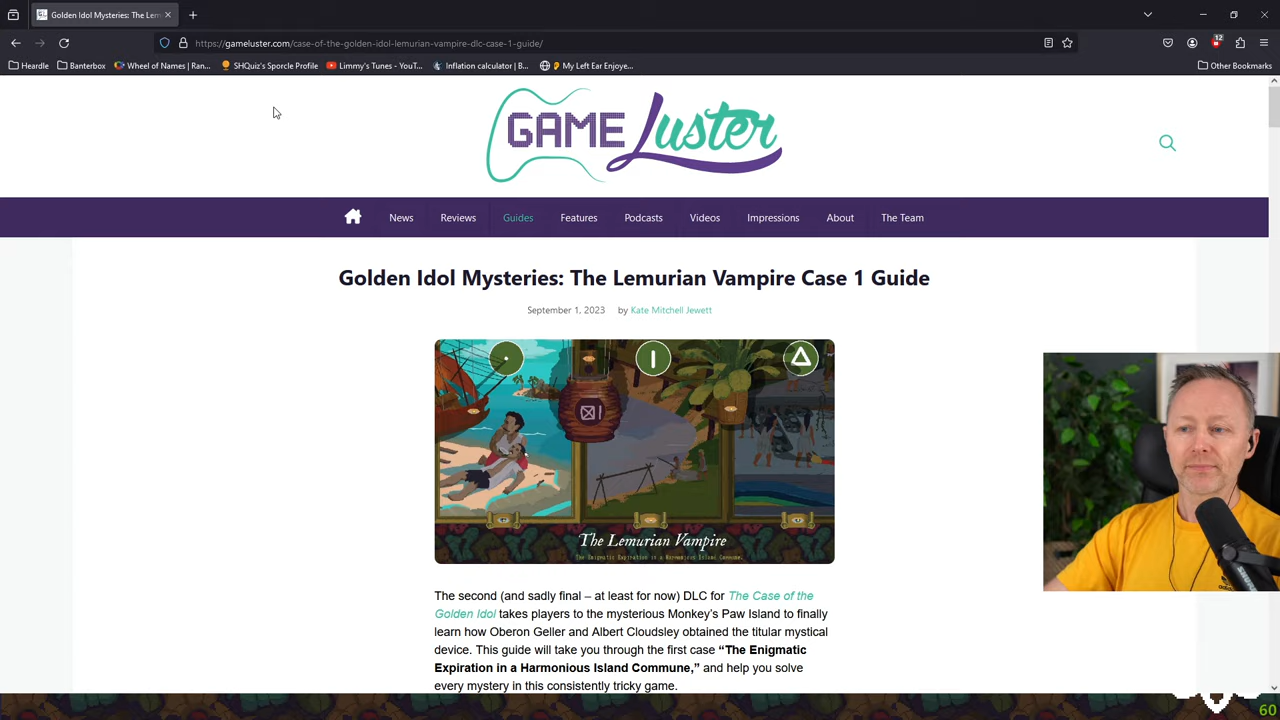 Golden Idol Mysteries: The Lem
https://gameluster.com/case-of-the-golden-idol-lemurian-vampire-dlc-case-1-guide/
12
Heardle
Banterbox
Wheel of Names | Ran...
SHQuiz's Sporcle Profile
Limmy's Tunes - YouT...
Inflation calculator | B...
My Left Ear Enjoye...
Other Bookmarks
GAME Luster
News
Reviews
Guides
Features
Podcasts
Videos
Impressions
About
The Team
Golden Idol Mysteries: The Lemurian Vampire Case 1 Guide
September 1, 2023 by Kate Mitchell Jewett
The Lemurian Vampire
The Enigmatic Expiration in a Harmonious Island Commune.
The second (and sadly final – at least for now) DLC for The Case of the
Golden Idol takes players to the mysterious Monkey's Paw Island to finally
learn how Oberon Geller and Albert Cloudsley obtained the titular mystical
device. This guide will take you through the first case "The Enigmatic
Expiration in a Harmonious Island Commune," and help you solve
every mystery in this consistently tricky game.
60